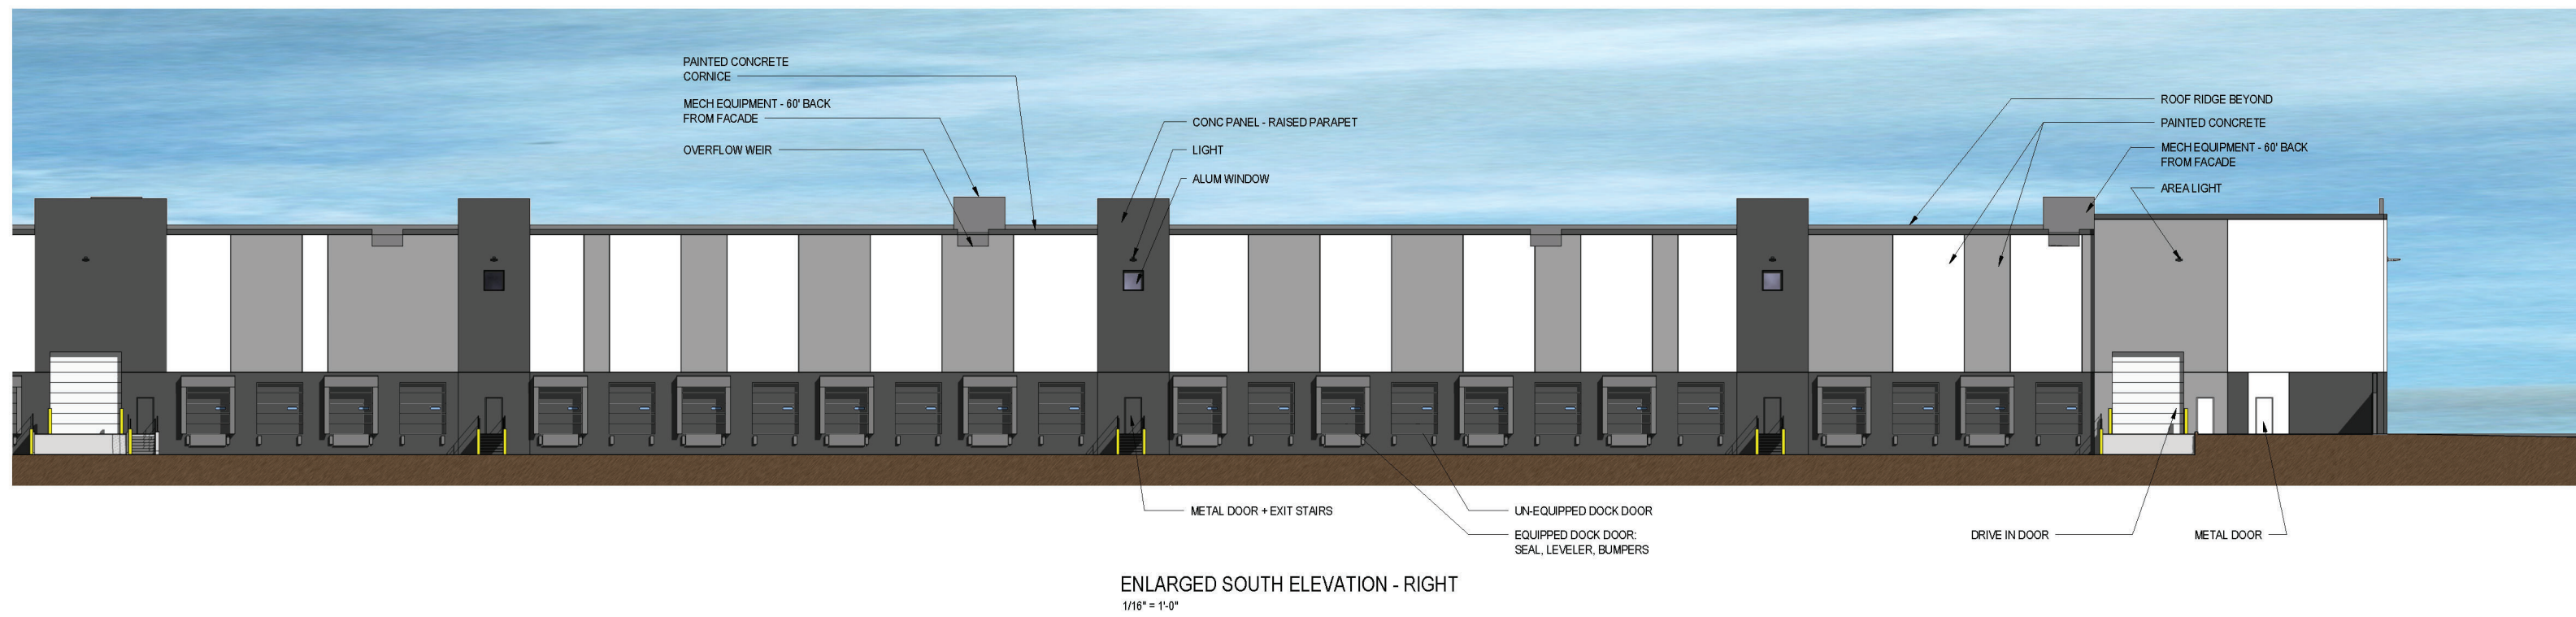 PAINTED CONCRETE
CORNICE
MECH EQUIPMENT - 60' BACK
FROM FACADE
OVERFLOW WEIR
CONC PANEL - RAISED PARAPET
LIGHT
ALUM WINDOW
ROOF RIDGE BEYOND
PAINTED CONCRETE
MECH EQUIPMENT - 60' BACK
FROM FACADE
AREA LIGHT
METAL DOOR + EXIT STAIRS
UN-EQUIPPED DOCK DOOR
EQUIPPED DOCK DOOR:
SEAL, LEVELER, BUMPERS
DRIVE IN DOOR
METAL DOOR
ENLARGED SOUTH ELEVATION - RIGHT
1/16" = 1'-0"